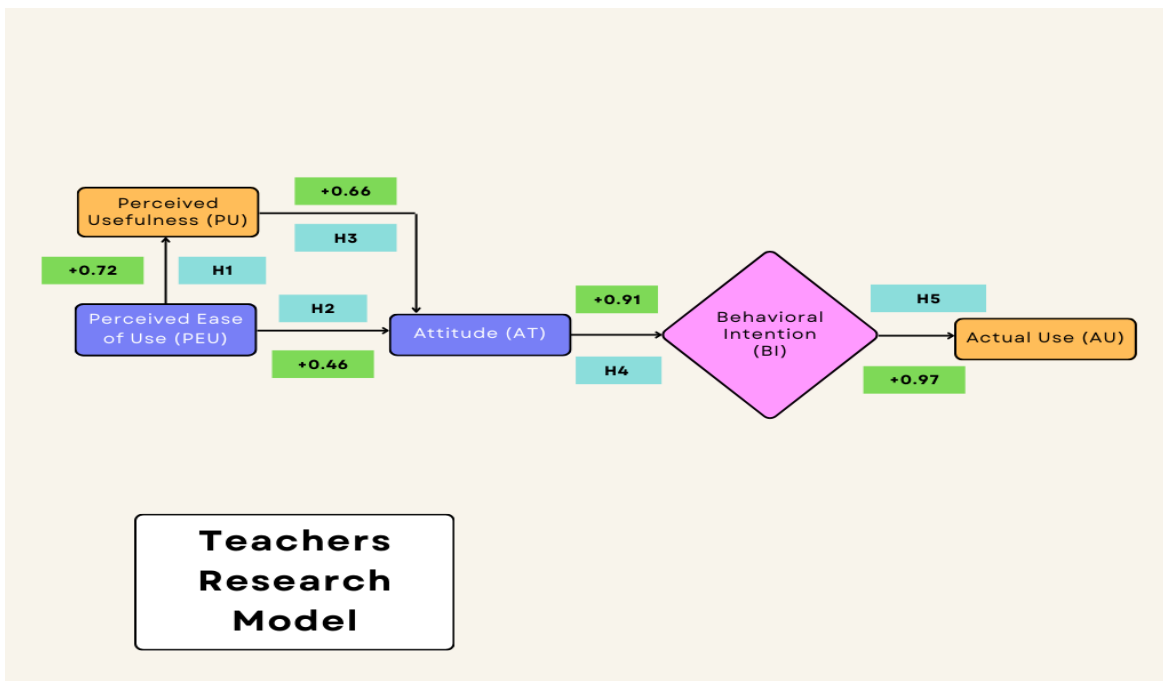 +0.66
Perceived
Usefulness (PU)
H3
+0.72
H1
H2
Perceived Ease
of Use (PEU)
+0.46
Attitude (AT)
+0.91
H4
Behavioral
Intention
(BI)
H5
+0.97
Actual Use (AU)
Teachers
Research
Model